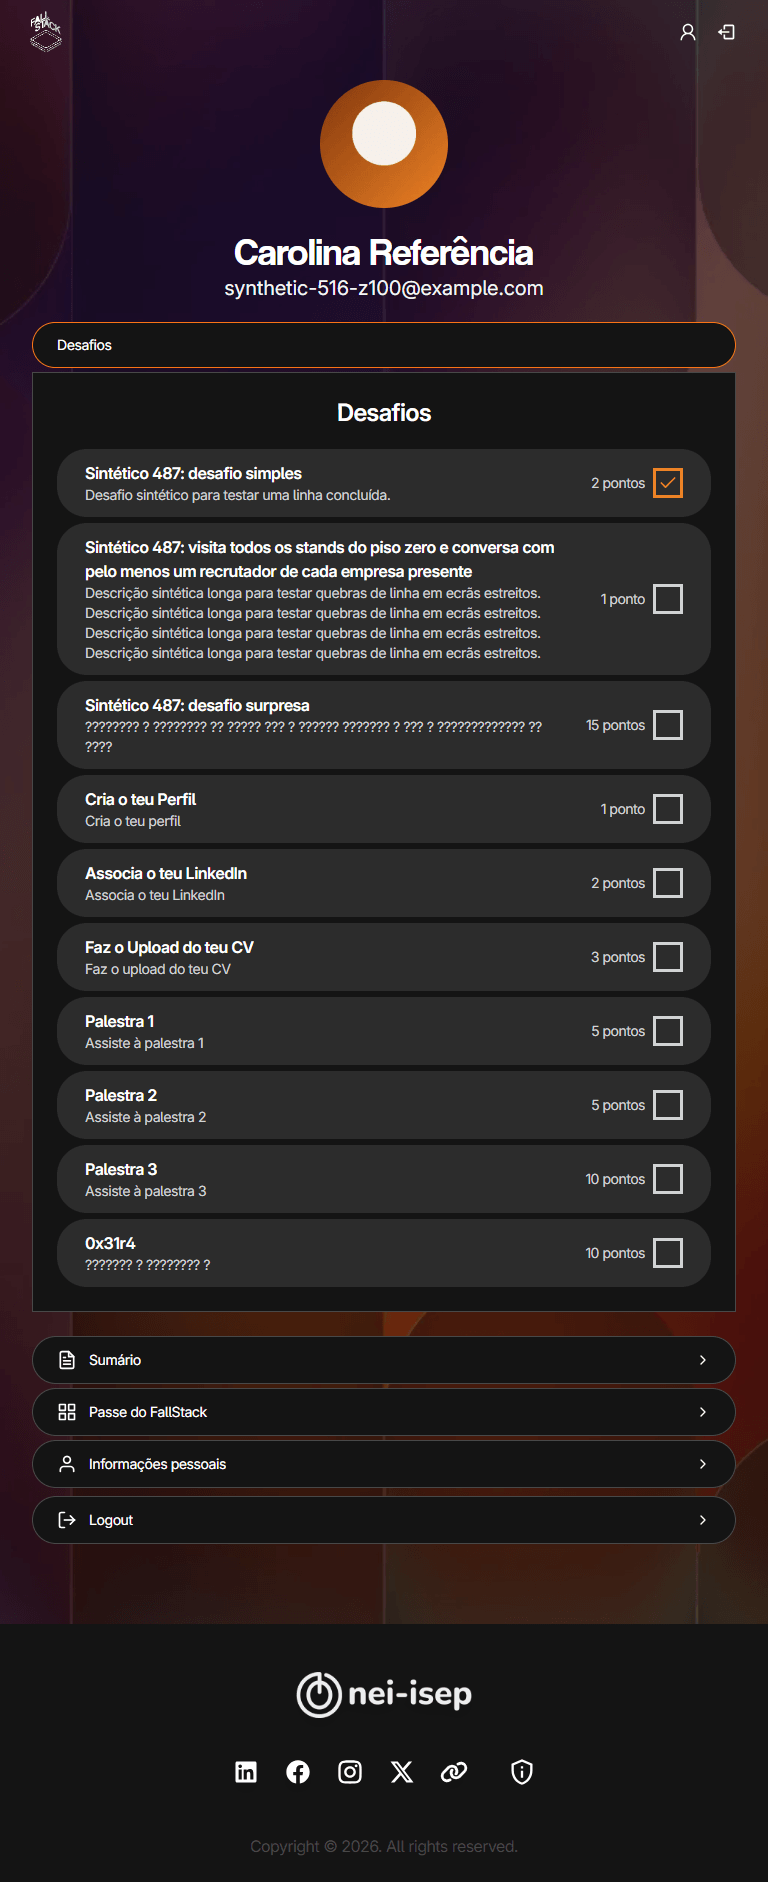 FALL
STACK
Carolina Referência
synthetic-516-z100@example.com
Desafios
Desafios
Sintético 487: desafio simples
Desafio sintético para testar uma linha concluída.
2 pontos
Sintético 487: visita todos os stands do piso zero e conversa com
pelo menos um recrutador de cada empresa presente
Descrição sintética longa para testar quebras de linha em ecrãs estreitos.
Descrição sintética longa para testar quebras de linha em ecrãs estreitos.
Descrição sintética longa para testar quebras de linha em ecrãs estreitos.
Descrição sintética longa para testar quebras de linha em ecrãs estreitos.
1 ponto
Sintético 487: desafio surpresa
???????? ? ???????? ?? ????? ??? ? ?????? ??????? ? ??? ? ????????????? ??
????
15 pontos
Cria o teu Perfil
Cria o teu perfil
1 ponto
Associa o teu LinkedIn
Associa o teu LinkedIn
2 pontos
Faz o Upload do teu CV
Faz o upload do teu CV
3 pontos
Palestra 1
Assiste à palestra 1
5 pontos
Palestra 2
Assiste à palestra 2
5 pontos
Palestra 3
Assiste à palestra 3
10 pontos
0x31r4
??????? ? ???????? ?
10 pontos
Sumário
Passe do FallStack
Informações pessoais
Logout
nei-isep
Copyright © 2026. All rights reserved.